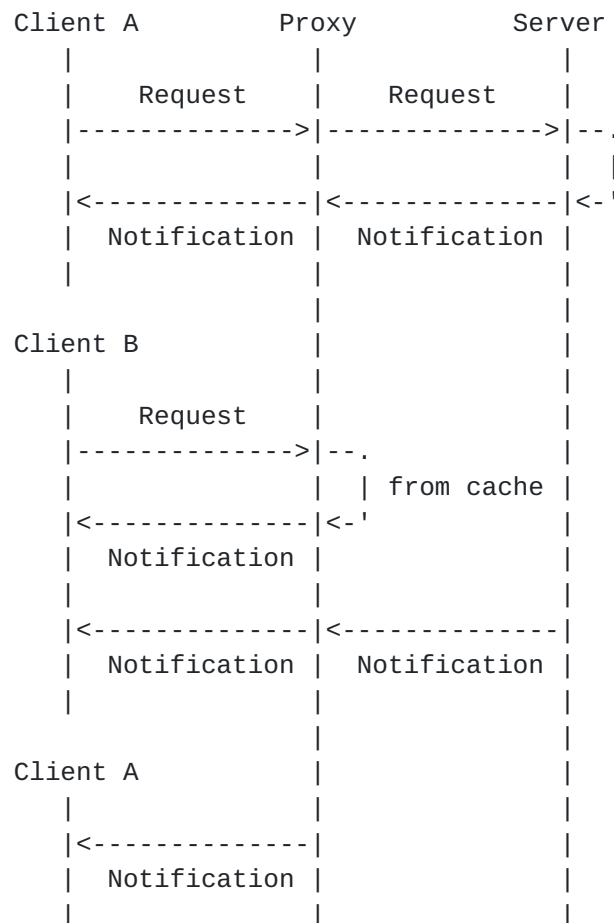 Client A Proxy Server
Request Request
Notification Notification
Client B
Request
from cache
Notification
Notification Notification
Client A
Notification